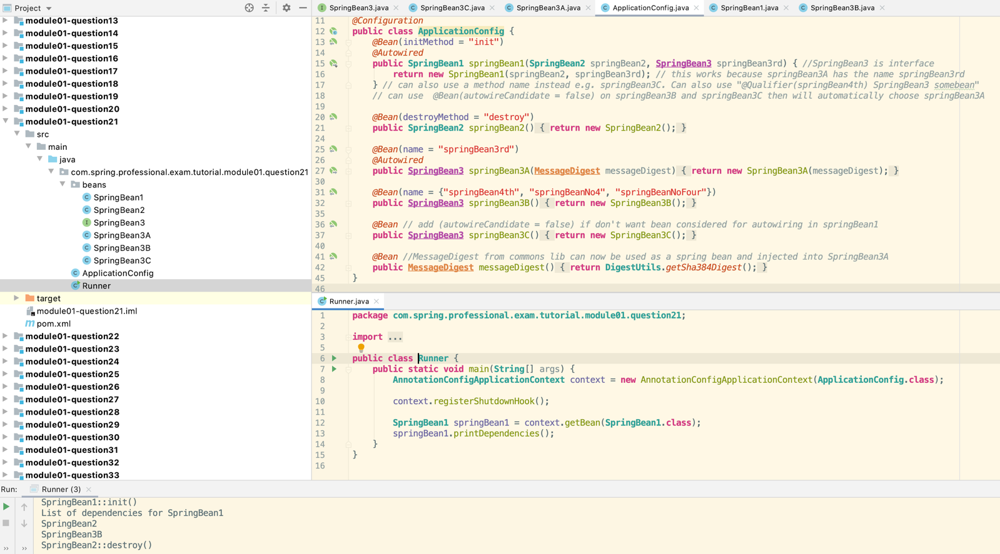 Project
module01-question13
module01-question14
module01-question15
module01-question16
module01-question17
module01-question18
module01-question19
module01-question20
module01-question21
src
main
java
com.spring.professional.exam.tutorial.module01.question21
beans
SpringBean1
SpringBean2
SpringBean3
SpringBean3A
SpringBean3B
SpringBean3C
ApplicationConfig
Runner
target
module01-question21.iml
pom.xml
module01-question22
module01-question23
module01-question24
module01-question25
module01-question26
module01-question27
module01-question28
module01-question29
module01-question30
module01-question31
module01-question32
module01-question33
SpringBean3.java SpringBean3C.java SpringBean3A.java ApplicationConfig.java SpringBean1.java SpringBean3B.java
11 @Configuration
12 public class ApplicationConfig {
13 @Bean(initMethod = "init")
14 @Autowired
15 public SpringBean1 springBean1(SpringBean2 springBean2, SpringBean3 springBean3rd) { //SpringBean3 is interface
16 return new SpringBean1(springBean2, springBean3rd); // this works because springBean3A has the name springBean3rd
17 } // can also use a method name instead e.g. springBean3C. Can also use "@Qualifier(springBean4th) SpringBean3 somebean"
18 // can use @Bean(autowireCandidate = false) on springBean3B and springBean3C then will automatically choose springBean3A
19
20 @Bean(destroyMethod = "destroy")
21 public SpringBean2 springBean2() { return new SpringBean2(); }
24
25 @Bean(name = "springBean3rd")
26 @Autowired
27 public SpringBean3 springBean3A(MessageDigest messageDigest) { return new SpringBean3A(messageDigest); }
30
31 @Bean(name = {"springBean4th", "springBeanNo4", "springBeanNoFour"})
32 public SpringBean3 springBean3B() { return new SpringBean3B(); }
35
36 @Bean // add (autowireCandidate = false) if don't want bean considered for autowiring in springBean1
37 public SpringBean3 springBean3C() { return new SpringBean3C(); }
40
41 @Bean //MessageDigest from commons lib can now be used as a spring bean and injected into SpringBean3A
42 public MessageDigest messageDigest() { return DigestUtils.getSha384Digest(); }
45 }
46
Runner.java
1 package com.spring.professional.exam.tutorial.module01.question21;
2
3 import ...
5
6 public class Runner {
7 public static void main(String[] args) {
8 AnnotationConfigApplicationContext context = new AnnotationConfigApplicationContext(ApplicationConfig.class);
9
10 context.registerShutdownHook();
11
12 SpringBean1 springBean1 = context.getBean(SpringBean1.class);
13 springBean1.printDependencies();
14 }
15 }
16
Run: Runner (3)
SpringBean1::init()
List of dependencies for SpringBean1
SpringBean2
SpringBean3B
SpringBean2::destroy()